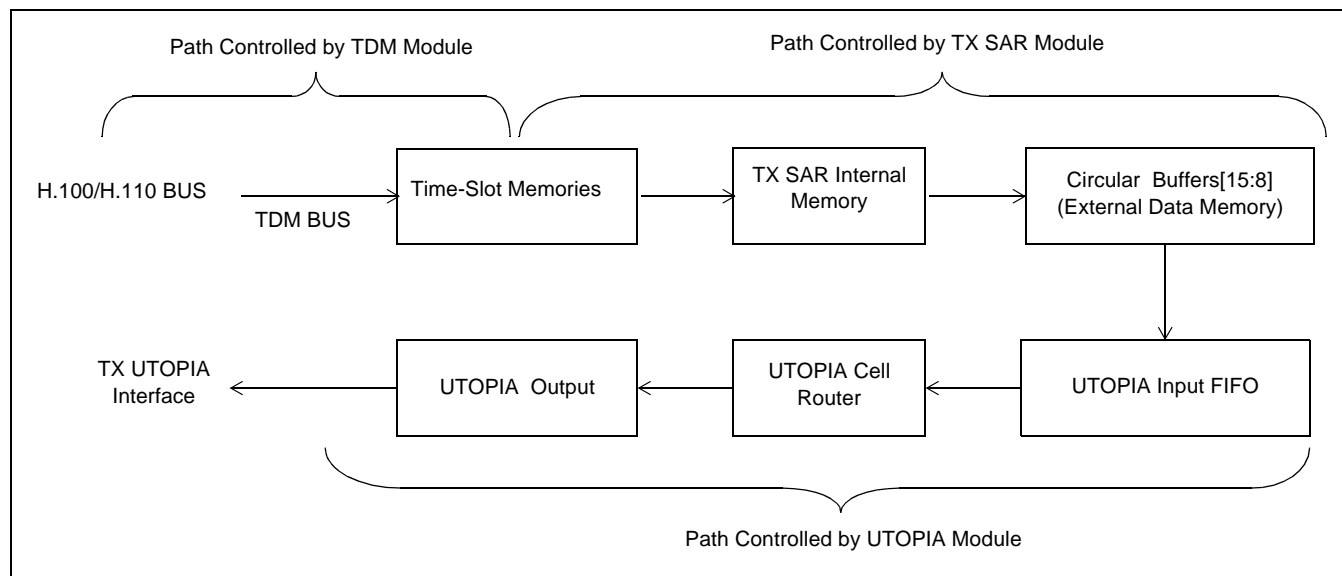 Path Controlled by TDM Module
Path Controlled by TX SAR Module
H.100/H.110 BUS
TDM BUS
Time-Slot Memories
TX SAR Internal
Memory
Circular Buffers[15:8]
(External Data Memory)
TX UTOPIA
Interface
UTOPIA Output
UTOPIA Cell
Router
UTOPIA Input FIFO
Path Controlled by UTOPIA Module